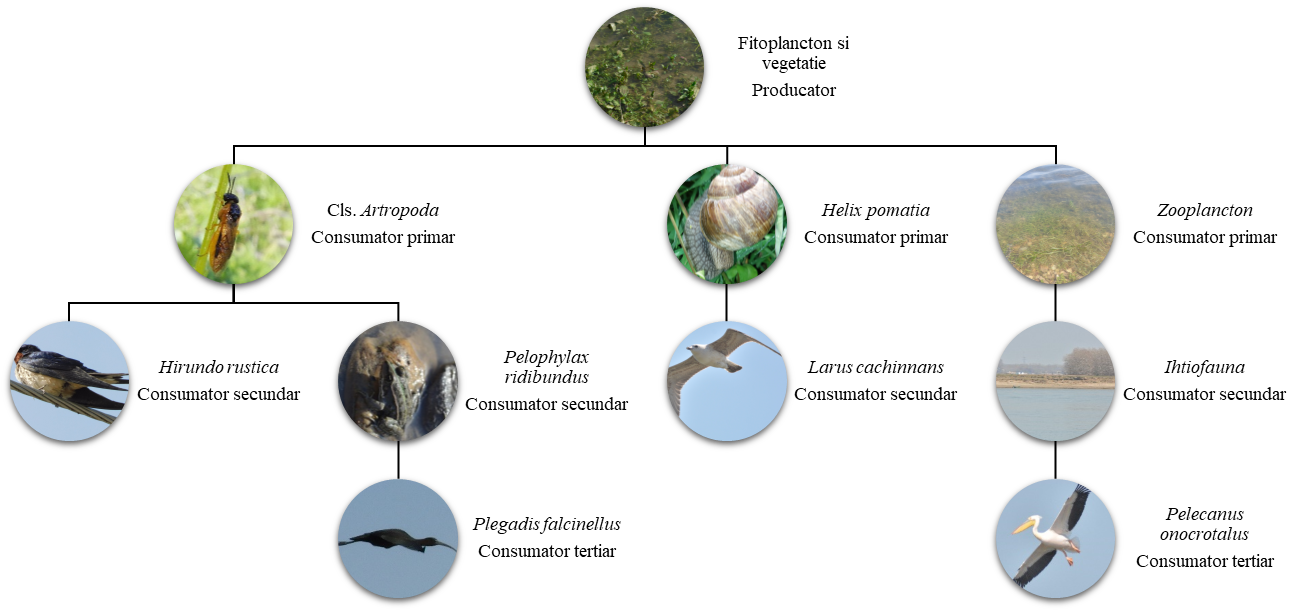 Fitoplancton si
vegetatie
Producator
Cls. Artropoda
Consumator primar
Helix pomatia
Consumator primar
Zooplancton
Consumator primar
Hirundo rustica
Consumator secundar
Pelophylax
ridibundus
Consumator secundar
Larus cachinnans
Consumator secundar
Ihtiofauna
Consumator secundar
Plegadis falcinellus
Consumator tertiar
Pelecanus
onocrotalus
Consumator tertiar